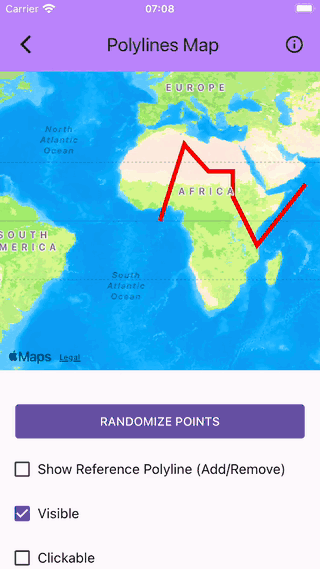 Carrier 07:08
Polylines Map
EUROPE
North
Atlantic
Ocean
AFRICA
SOUTH
MERICA
South
Atlantic
Ocean
Maps Legal
RANDOMIZE POINTS
Show Reference Polyline (Add/Remove)
Visible
Clickable